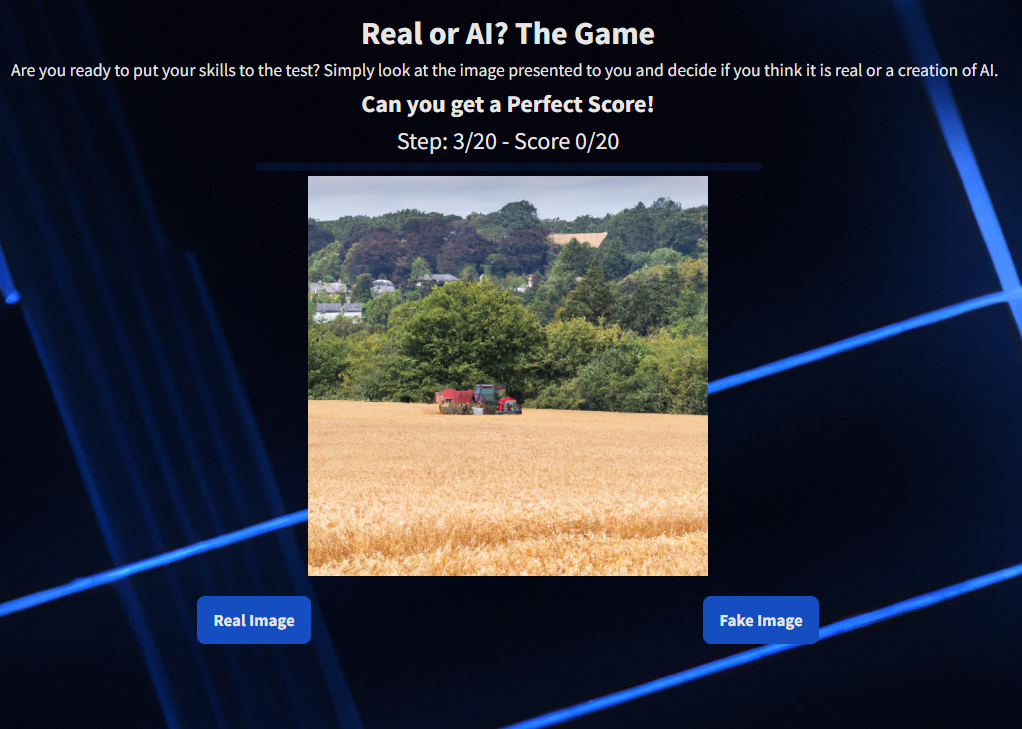 Real or AI? The Game
Are you ready to put your skills to the test? Simply look at the image presented to you and decide if you think it is real or a creation of AI.
Can you get a Perfect Score!
Step: 3/20 - Score 0/20
Real Image
Fake Image